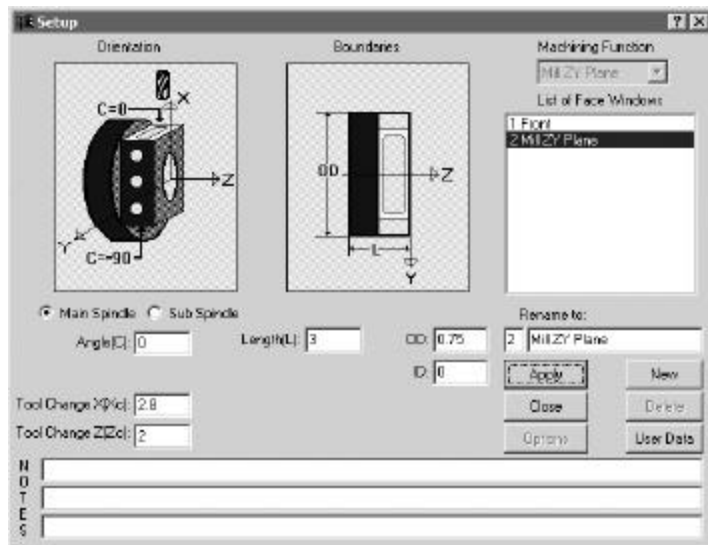 Setup
? X
Orientation
Boundaries
Machining Function
Mill ZY Plane
List of Face Windows
1 Front
2 Mill ZY Plane
C=0
X
Z
Y
C=-90
OD
Z
L
Y
Main Spindle Sub Spindle
Rename to:
Angle(C): 0
Length(L): 3
OD: 0.75
2 Mill ZY Plane
ID: 0
Apply New
Tool Change X(Xc): 2.8
Close Delete
Tool Change Z(Zc): 2
Options User Data
NOTES